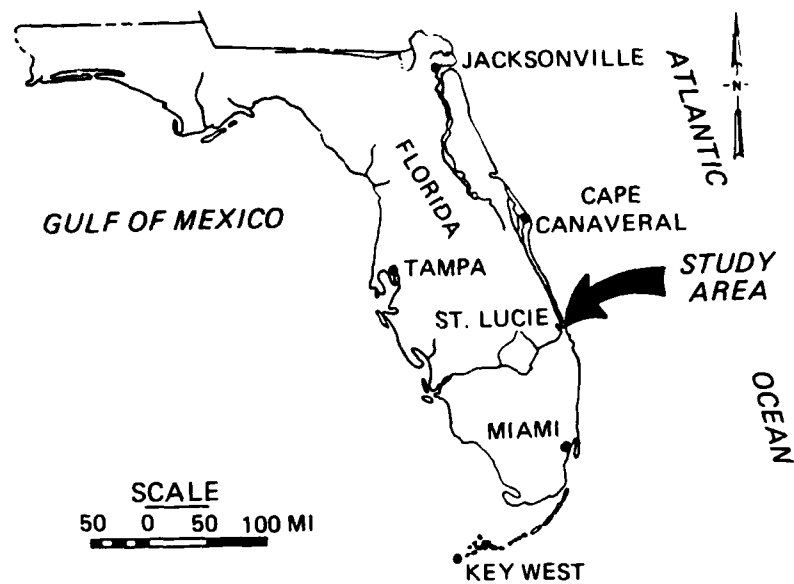 JACKSONVILLE
ATLANTIC
N
FLORIDA
CAPE
CANAVERAL
GULF OF MEXICO
TAMPA
STUDY
AREA
ST. LUCIE
OCEAN
MIAMI
SCALE
50 0 50 100 MI
KEY WEST